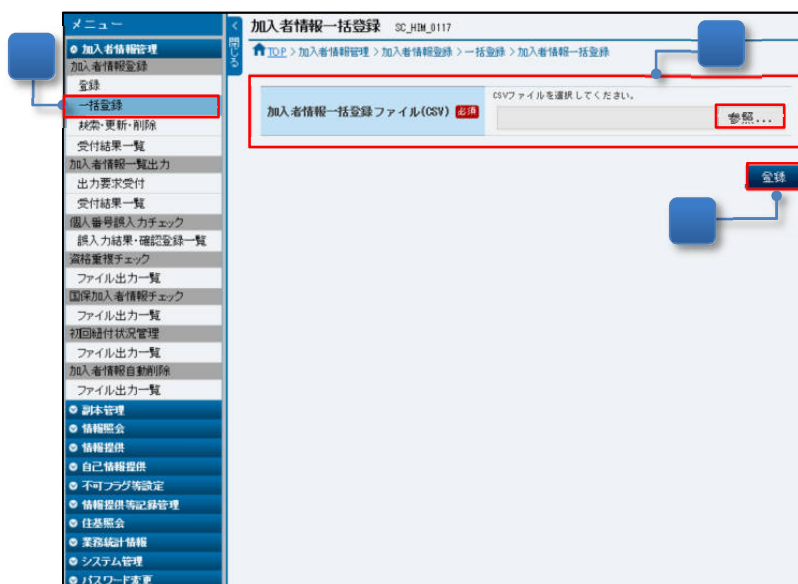 メニュー
加入者情報管理
加入者情報登録
登録
一括登録
検索・更新・削除
受付結果一覧
加入者情報一覧出力
出力要求受付
受付結果一覧
個人番号誤入力チェック
誤入力結果・確認登録一覧
資格重複チェック
ファイル出力一覧
国保加入者情報チェック
ファイル出力一覧
初回紐付状況管理
ファイル出力一覧
加入者情報自動削除
ファイル出力一覧
副本管理
情報照会
情報提供
自己情報提供
不可フラグ等設定
情報提供等記録管理
住基照会
業務統計情報
システム管理
パスワード変更
< 閉じる
加入者情報一括登録 SC_HIM_0117
TOP > 加入者情報管理 > 加入者情報登録 > 一括登録 > 加入者情報一括登録
加入者情報一括登録ファイル(CSV) 必須
CSVファイルを選択してください。
参照...
登録